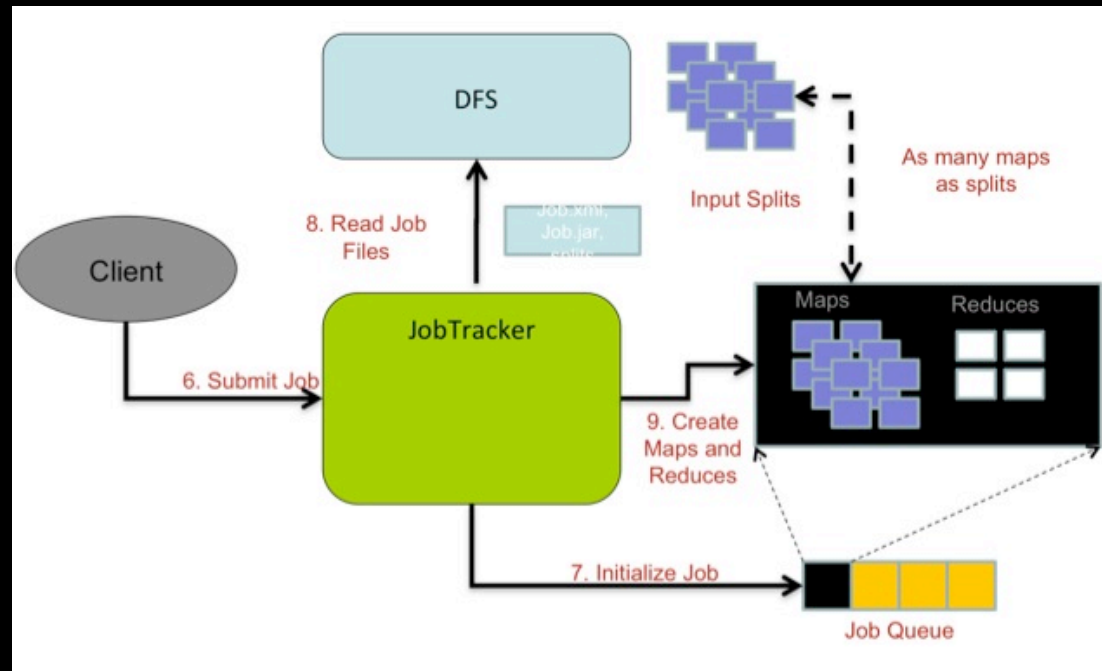 DFS
As many maps
as splits
Input Splits
8. Read Job
Files
Job.xml,
Job.jar,
splits
Client
Maps
Reduces
JobTracker
6. Submit Job
9. Create
Maps and
Reduces
7. Initialize Job
Job Queue